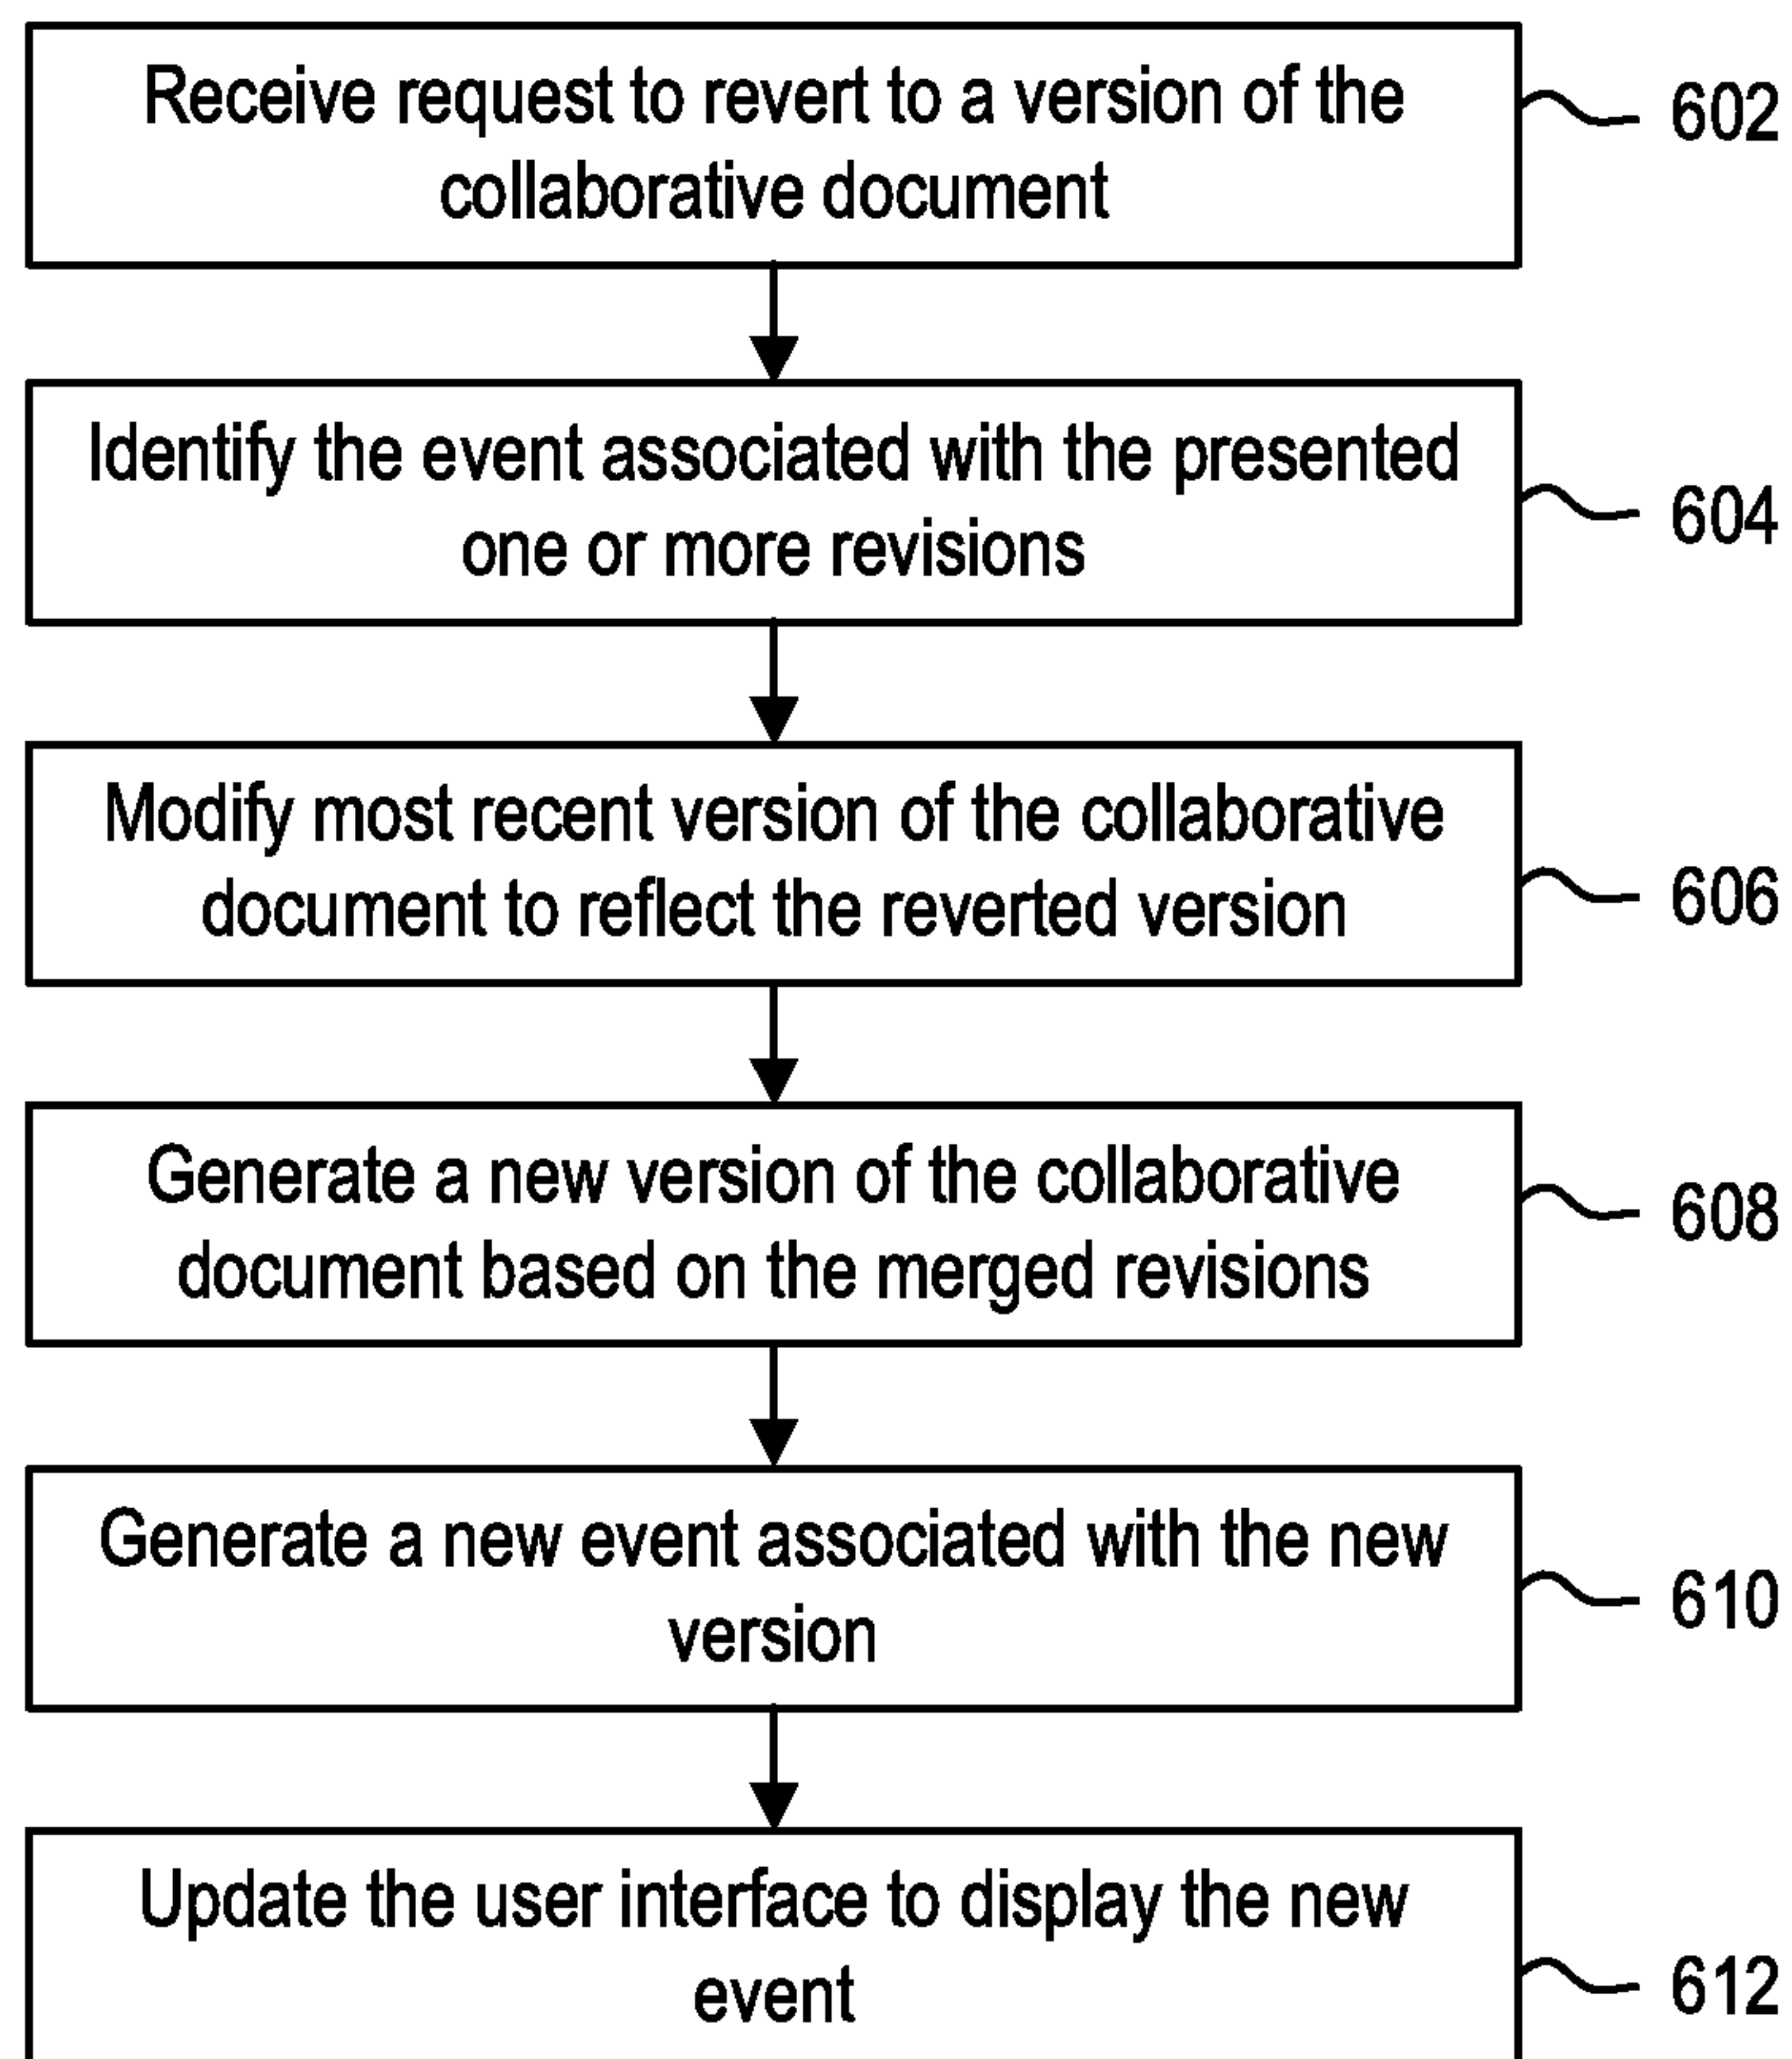 Receive request to revert to a version of the
collaborative document
602
Identify the event associated with the presented
one or more revisions
604
Modify most recent version of the collaborative
document to reflect the reverted version
606
Generate a new version of the collaborative
document based on the merged revisions
608
Generate a new event associated with the new
version
610
Update the user interface to display the new
event
612